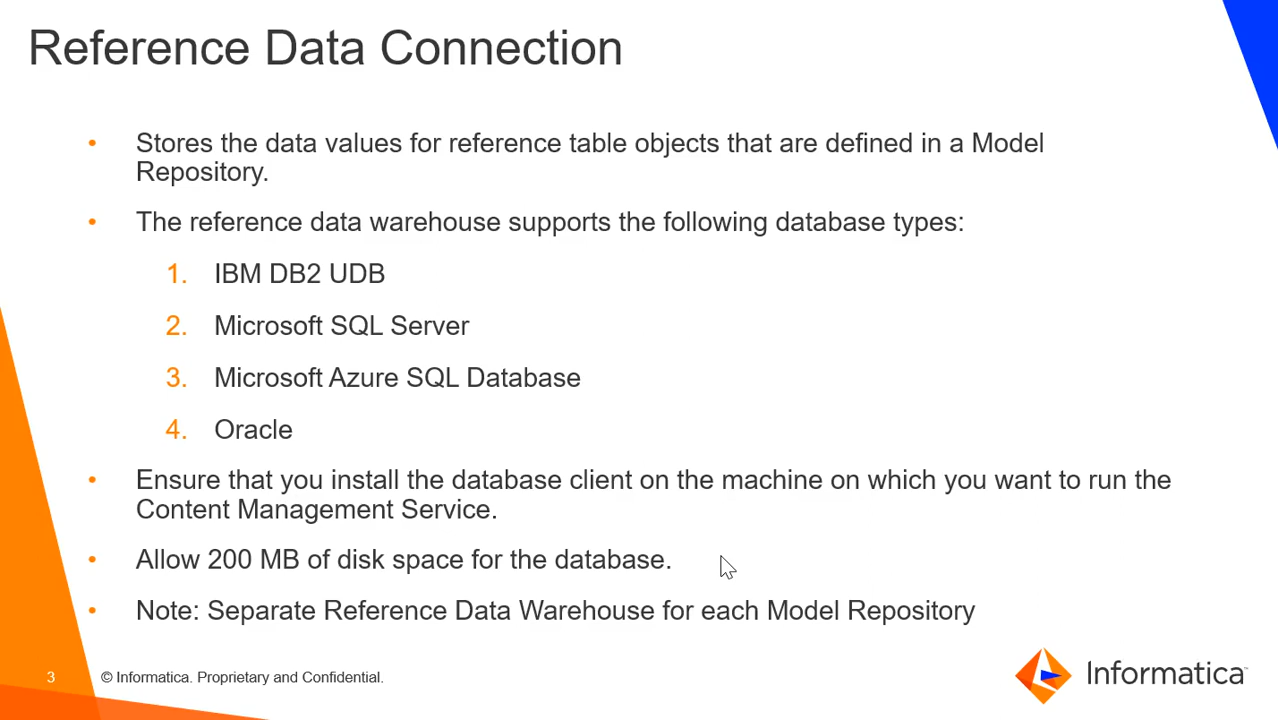 Reference Data Connection
• Stores the data values for reference table objects that are defined in a Model
Repository.
• The reference data warehouse supports the following database types:
1. IBM DB2 UDB
2. Microsoft SQL Server
3. Microsoft Azure SQL Database
4. Oracle
• Ensure that you install the database client on the machine on which you want to run the
Content Management Service.
• Allow 200 MB of disk space for the database.
• Note: Separate Reference Data Warehouse for each Model Repository
3 © Informatica. Proprietary and Confidential.
Informatica™